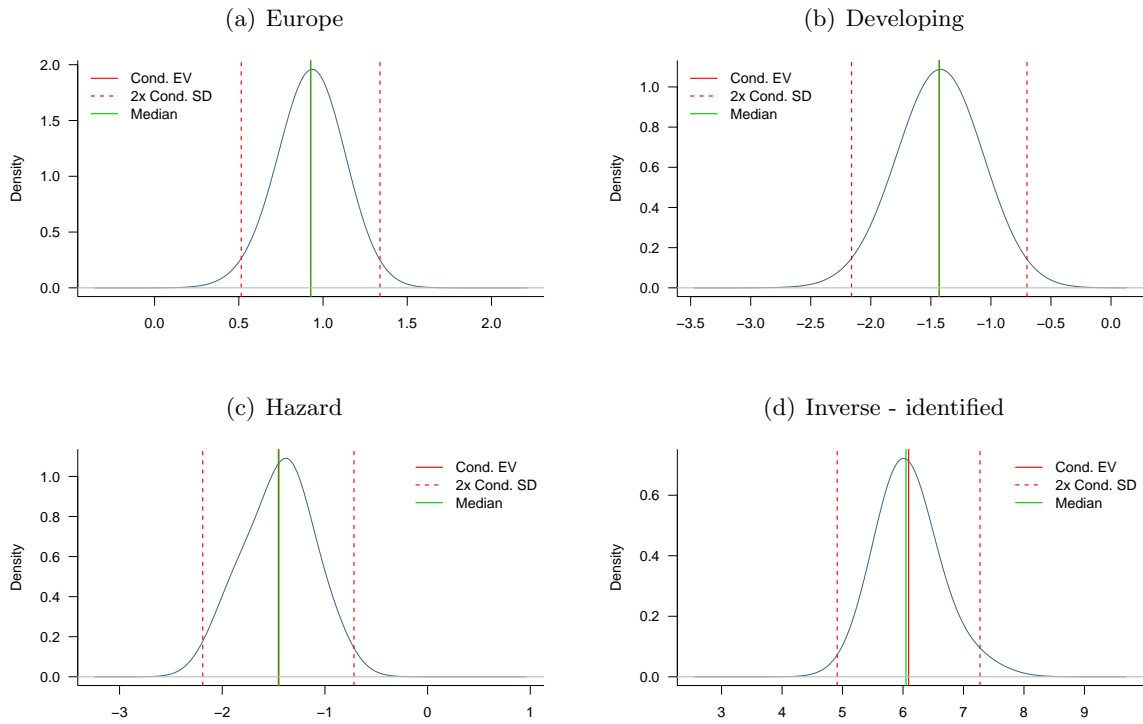 (a) Europe
Cond. EV
2x Cond. SD
Median
Density
2.0
1.5
1.0
0.5
0.0
0.0 0.5 1.0 1.5 2.0
(b) Developing
Cond. EV
2x Cond. SD
Median
Density
1.0
0.8
0.6
0.4
0.2
0.0
−3.5 −3.0 −2.5 −2.0 −1.5 −1.0 −0.5 0.0
(c) Hazard
Cond. EV
2x Cond. SD
Median
Density
1.0
0.8
0.6
0.4
0.2
0.0
−3 −2 −1 0 1
(d) Inverse - identified
Cond. EV
2x Cond. SD
Median
Density
0.6
0.4
0.2
0.0
3 4 5 6 7 8 9